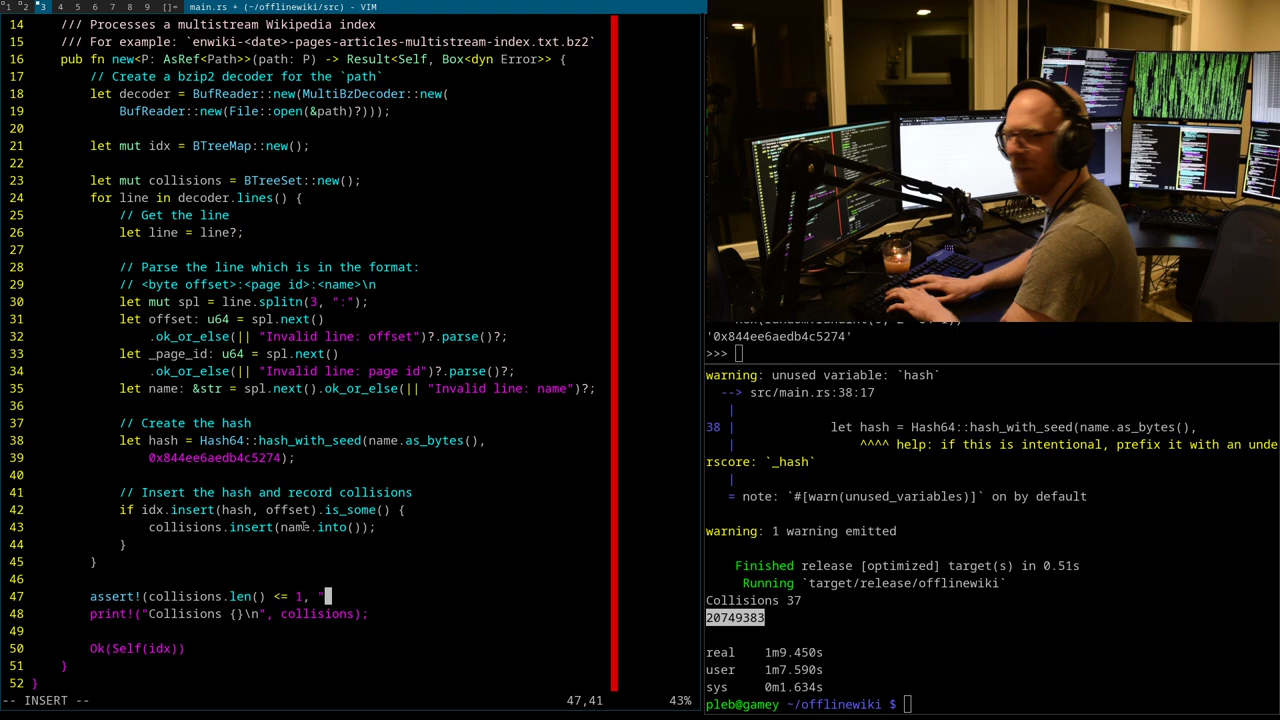 1 2 3 4 5 6 7 8 9 []= main.rs + (~/offlinewiki/src) - VIM
14 /// Processes a multistream Wikipedia index
15 /// For example: `enwiki-<date>-pages-articles-multistream-index.txt.bz2`
16 pub fn new<P: AsRef<Path>>(path: P) -> Result<Self, Box<dyn Error>> {
17 // Create a bzip2 decoder for the `path`
18 let decoder = BufReader::new(MultiBzDecoder::new(
19 BufReader::new(File::open(&path)?)));
20
21 let mut idx = BTreeMap::new();
22
23 let mut collisions = BTreeSet::new();
24 for line in decoder.lines() {
25 // Get the line
26 let line = line?;
27
28 // Parse the line which is in the format:
29 // <byte offset>:<page id>:<name>\n
30 let mut spl = line.splitn(3, ":");
31 let offset: u64 = spl.next()
32 .ok_or_else(|| "Invalid line: offset")?.parse()?;
33 let _page_id: u64 = spl.next()
34 .ok_or_else(|| "Invalid line: page id")?.parse()?;
35 let name: &str = spl.next().ok_or_else(|| "Invalid line: name")?;
36
37 // Create the hash
38 let hash = Hash64::hash_with_seed(name.as_bytes(),
39 0x844ee6aedb4c5274);
40
41 // Insert the hash and record collisions
42 if idx.insert(hash, offset).is_some() {
43 collisions.insert(name.into());
44 }
45 }
46
47 assert!(collisions.len() <= 1, "
48 print!("Collisions {}\n", collisions);
49
50 Ok(Self(idx))
51 }
52 }
-- INSERT -- 47,41 43%
'0x844ee6aedb4c5274'
>>>
warning: unused variable: `hash`
--> src/main.rs:38:17
|
38 | let hash = Hash64::hash_with_seed(name.as_bytes(),
| ^^^^ help: if this is intentional, prefix it with an unde
rscore: `_hash`
|
= note: `#[warn(unused_variables)]` on by default
warning: 1 warning emitted
Finished release [optimized] target(s) in 0.51s
Running `target/release/offlinewiki`
Collisions 37
20749383
real 1m9.450s
user 1m7.590s
sys 0m1.634s
pleb@gamey ~/offlinewiki $